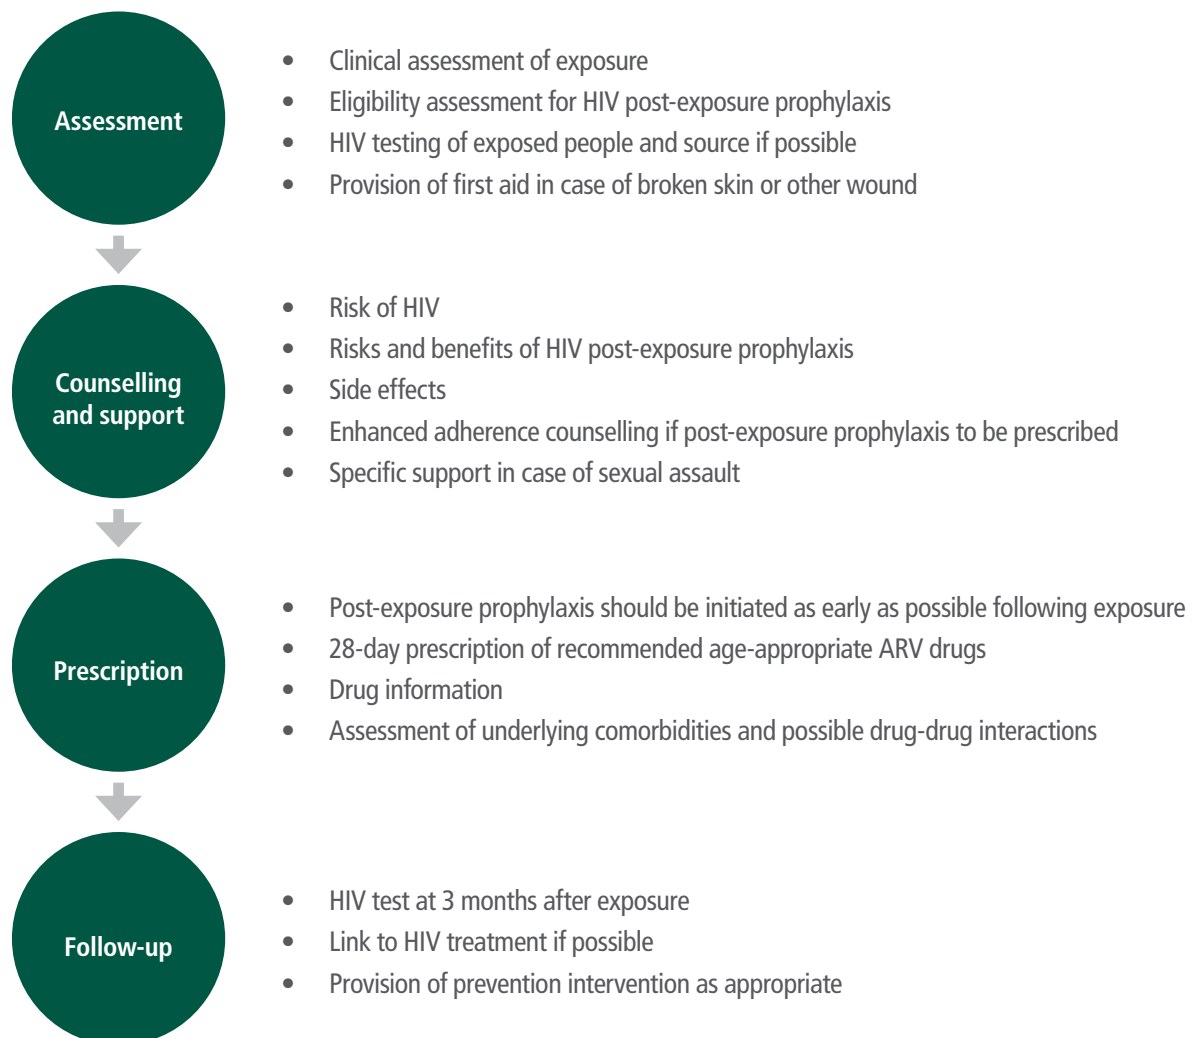 Assessment
• Clinical assessment of exposure
• Eligibility assessment for HIV post-exposure prophylaxis
• HIV testing of exposed people and source if possible
• Provision of first aid in case of broken skin or other wound
Counselling
and support
• Risk of HIV
• Risks and benefits of HIV post-exposure prophylaxis
• Side effects
• Enhanced adherence counselling if post-exposure prophylaxis to be prescribed
• Specific support in case of sexual assault
Prescription
• Post-exposure prophylaxis should be initiated as early as possible following exposure
• 28-day prescription of recommended age-appropriate ARV drugs
• Drug information
• Assessment of underlying comorbidities and possible drug-drug interactions
Follow-up
• HIV test at 3 months after exposure
• Link to HIV treatment if possible
• Provision of prevention intervention as appropriate